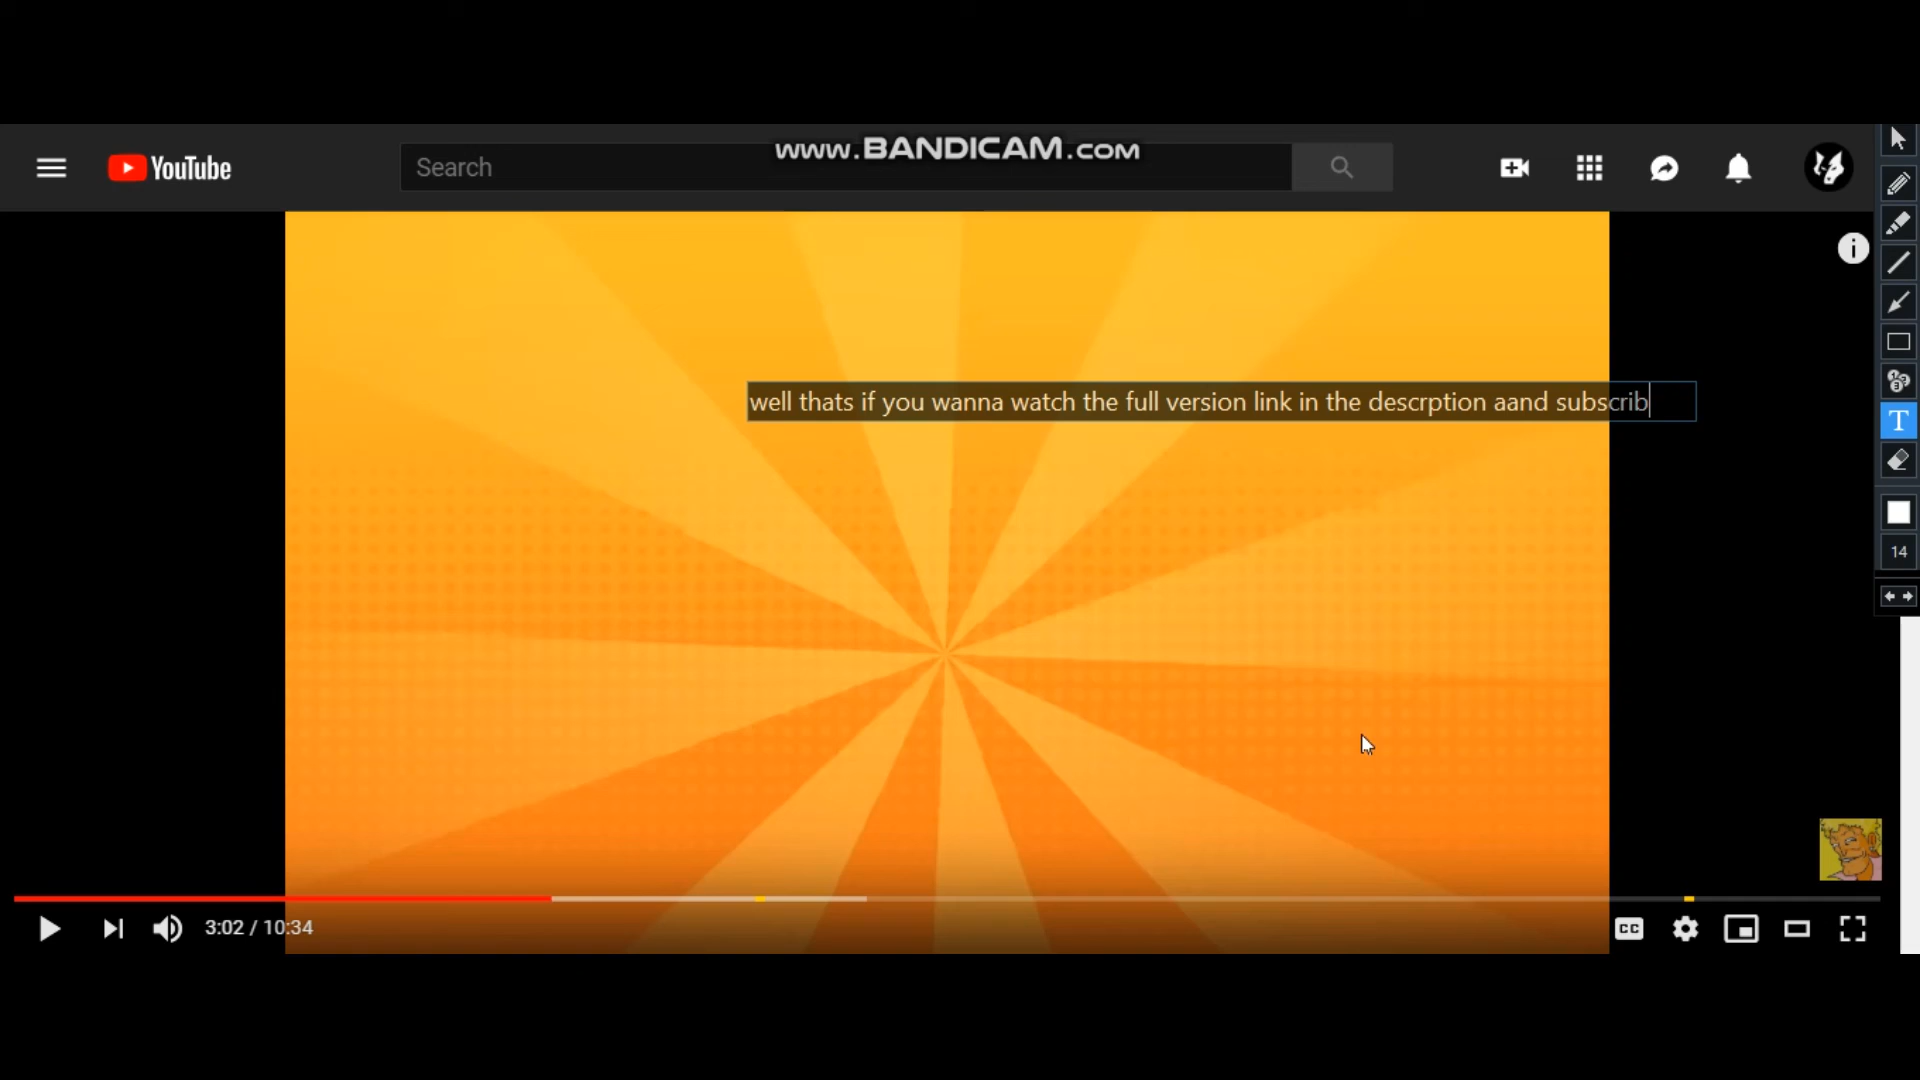 www.BANDICAM.com
YouTube
Search
well thats if you wanna watch the full version link in the descrption aand subscrib
T
14
3:02 / 10:34
CC